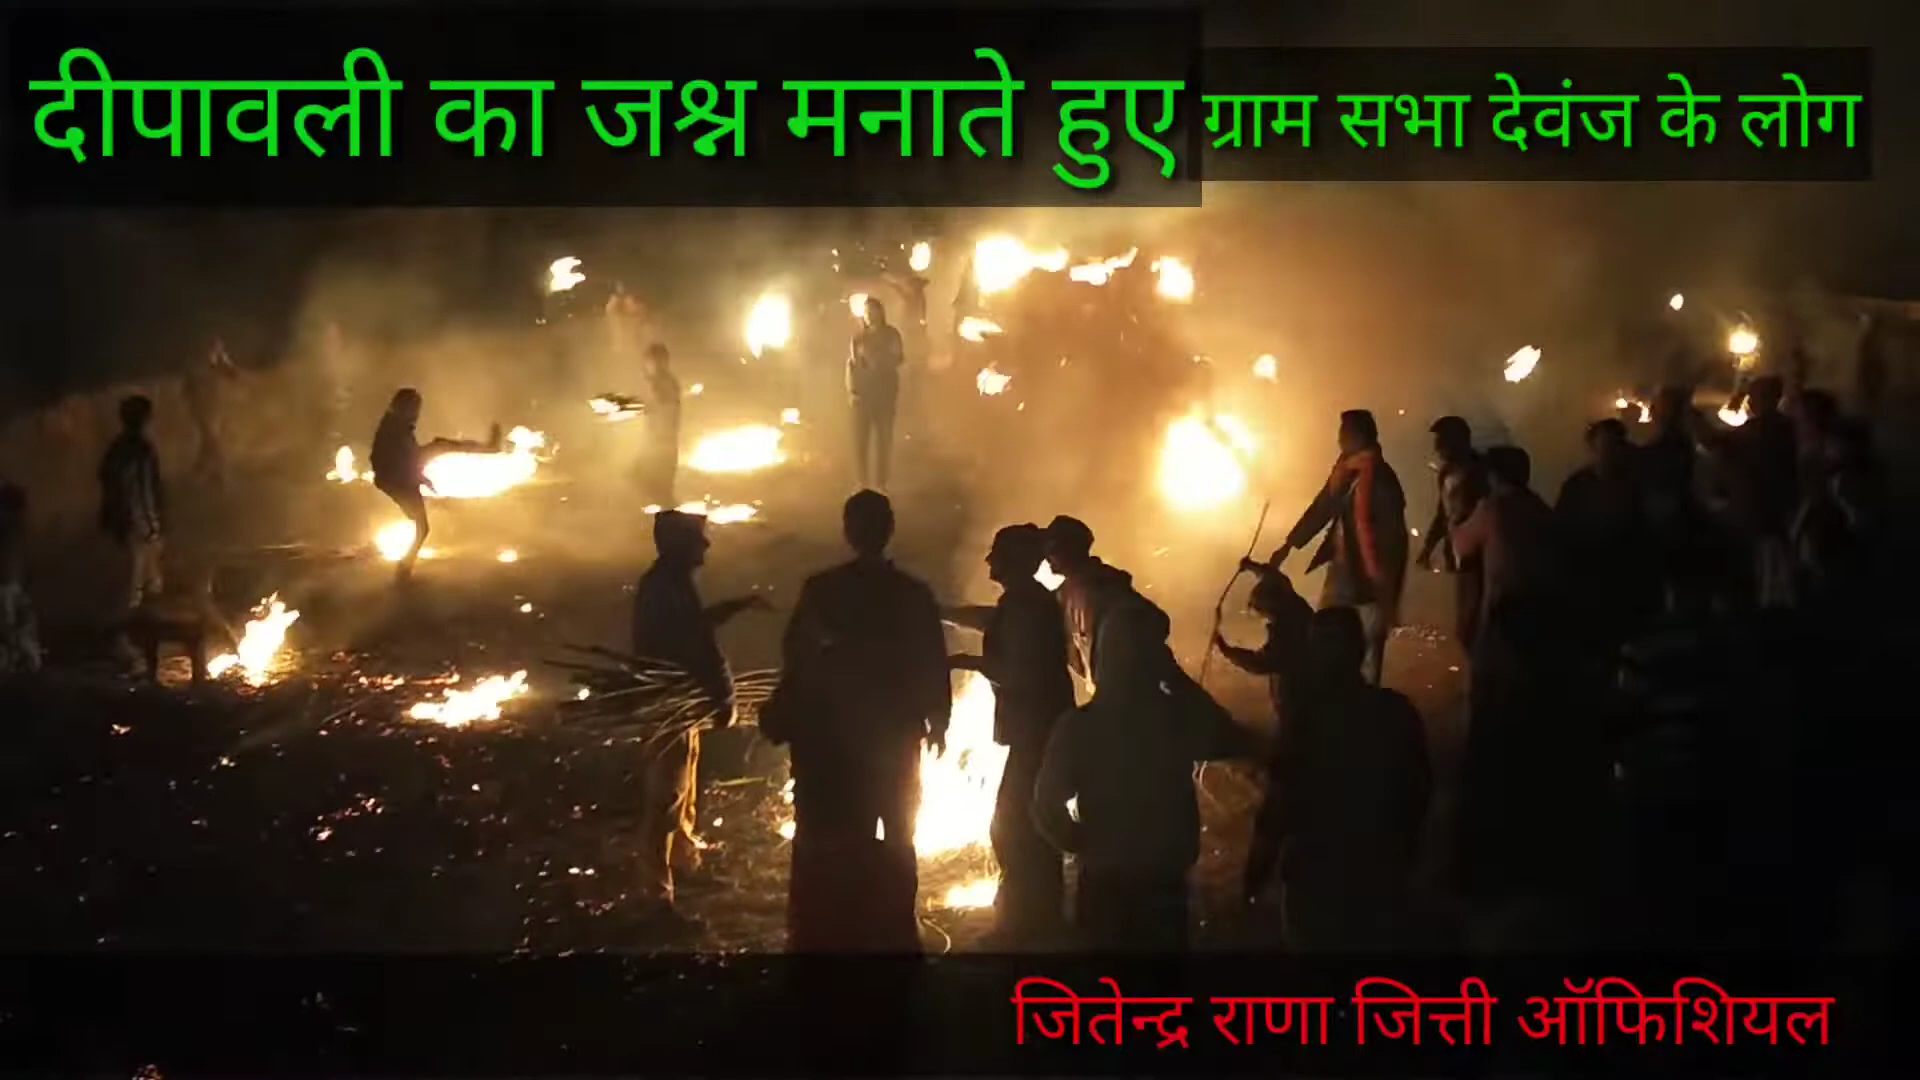 दीपावली का जश्न मनाते हुए ग्राम सभा देवंज के लोग
जितेन्द्र राणा जित्ती ऑफिशियल